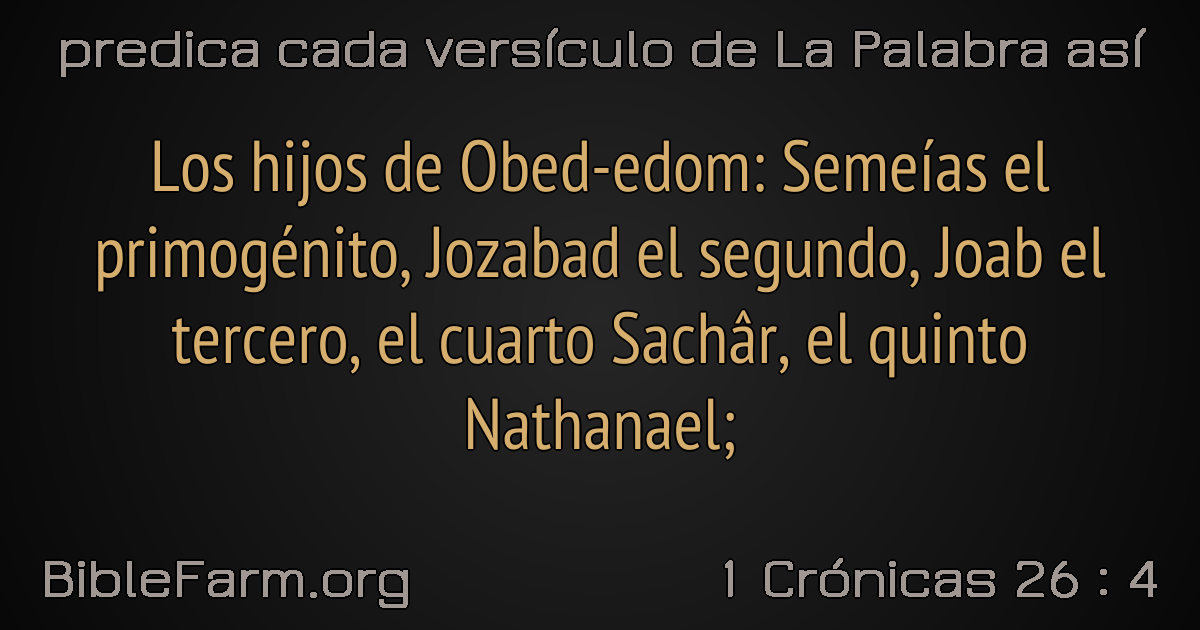 predica cada versículo de La Palabra así
Los hijos de Obed-edom: Semeías el
primogénito, Jozabad el segundo, Joab el
tercero, el cuarto Sachâr, el quinto
Nathanael;
BibleFarm.org
1 Crónicas 26 : 4